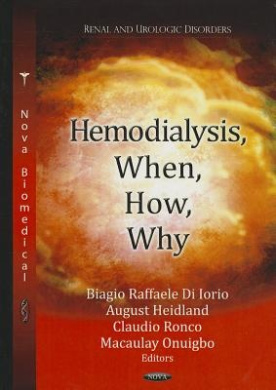 RENAL AND UROLOGIC DISORDERS
Nova Biomedical
Hemodialysis,
When,
How,
Why
Biagio Raffaele Di Iorio
August Heidland
Claudio Ronco
Macaulay Onuigbo
Editors
NOVA